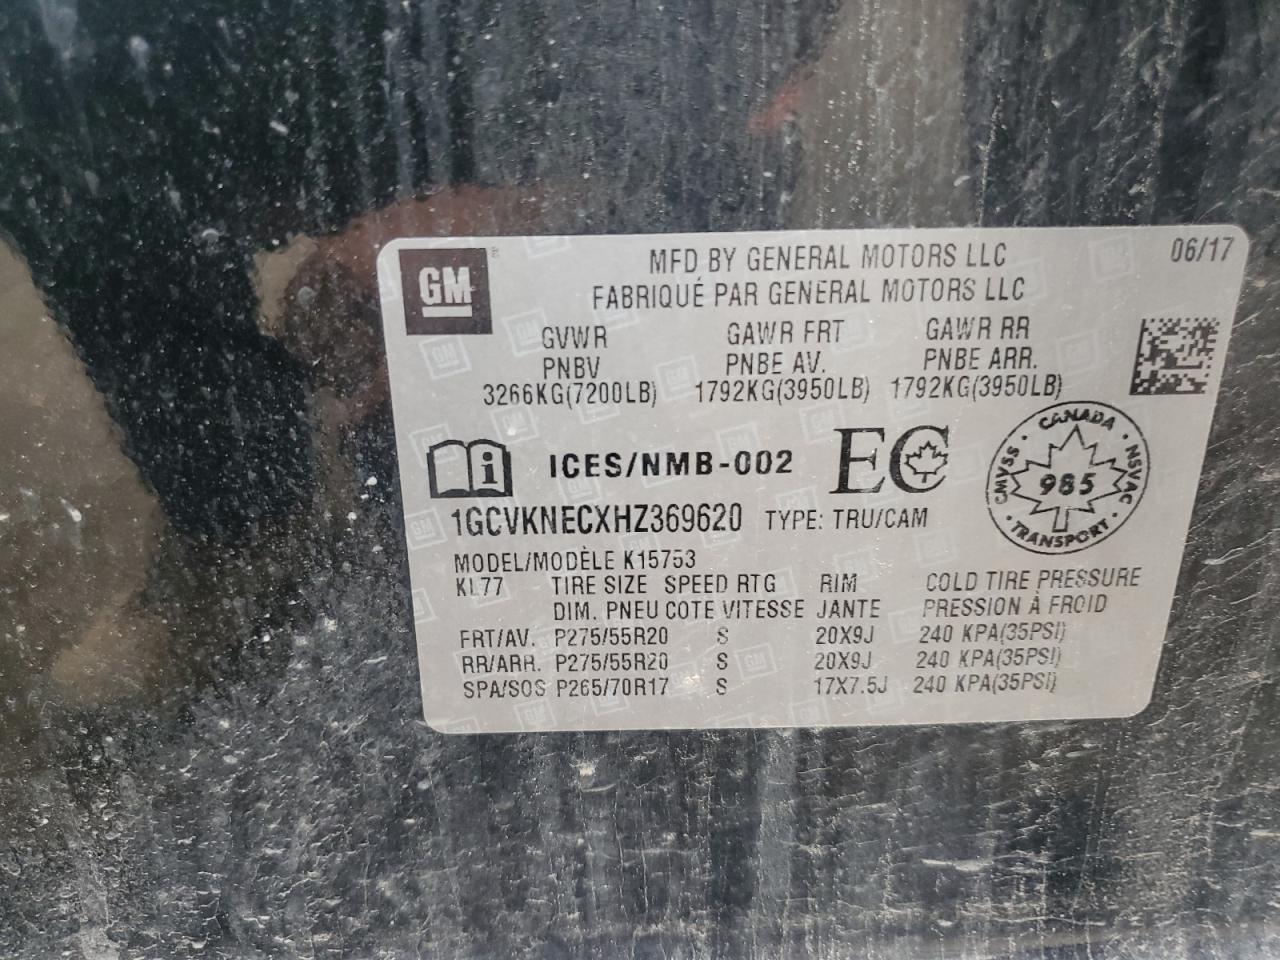 GM
MFD BY GENERAL MOTORS LLC 06/17
FABRIQUÉ PAR GENERAL MOTORS LLC
GVWR GAWR FRT GAWR RR
PNBV PNBE AV. PNBE ARR.
3266KG(7200LB) 1792KG(3950LB) 1792KG(3950LB)
i ICES/NMB-002 EC
CANADA
CMVSS 985 NSVAC
TRANSPORT
1GCVKNECXHZ369620 TYPE: TRU/CAM
MODEL/MODÈLE K15753
KL77 TIRE SIZE SPEED RTG RIM COLD TIRE PRESSURE
DIM. PNEU COTE VITESSE JANTE PRESSION À FROID
FRT/AV. P275/55R20 S 20X9J 240 KPA(35PSI)
RR/ARR. P275/55R20 S 20X9J 240 KPA(35PSI)
SPA/SOS P265/70R17 S 17X7.5J 240 KPA(35PSI)